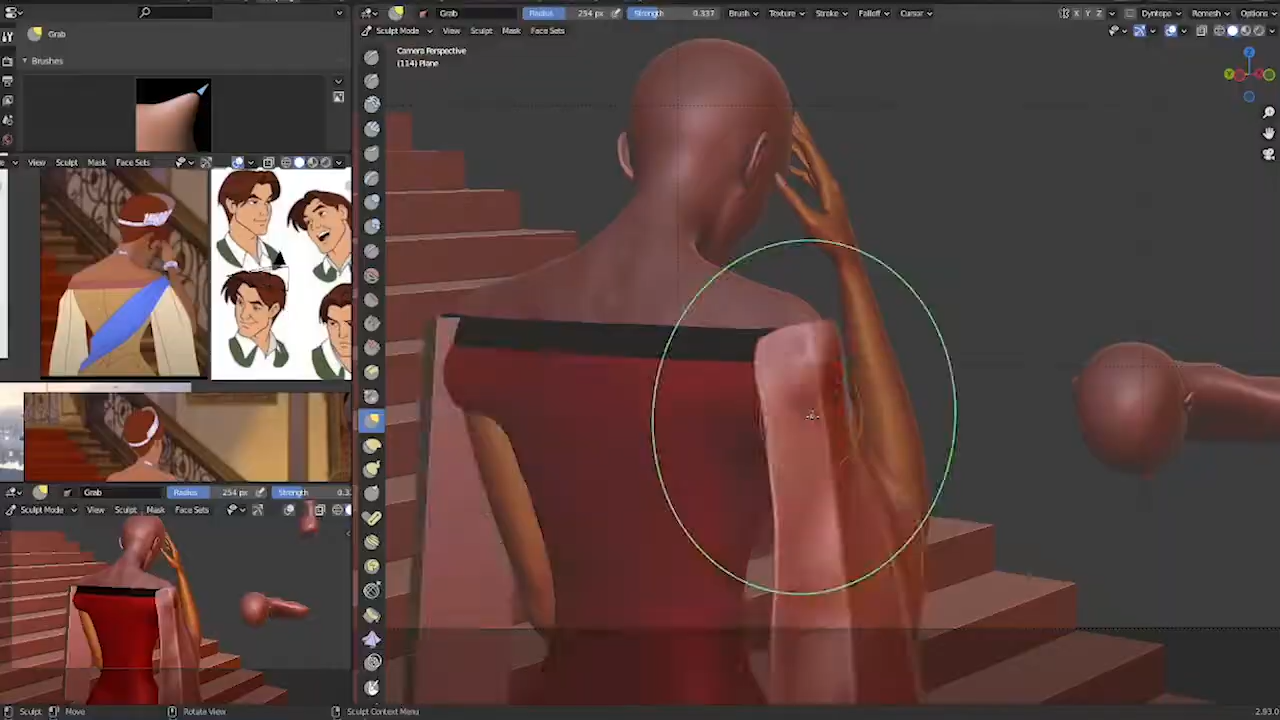 Grab Radius 254 px Strength 0.337 Brush Texture Stroke Falloff Cursor X Y Z Dyntopo Remesh Options
Sculpt Mode View Sculpt Mask Face Sets
Grab
Brushes
Camera Perspective
(114) Plane
View Sculpt Mask Face Sets
Grab Radius 254 px Strength 0.3
Sculpt Mode View Sculpt Mask Face Sets
Sculpt Move Rotate View Sculpt Context Menu 2.93.0